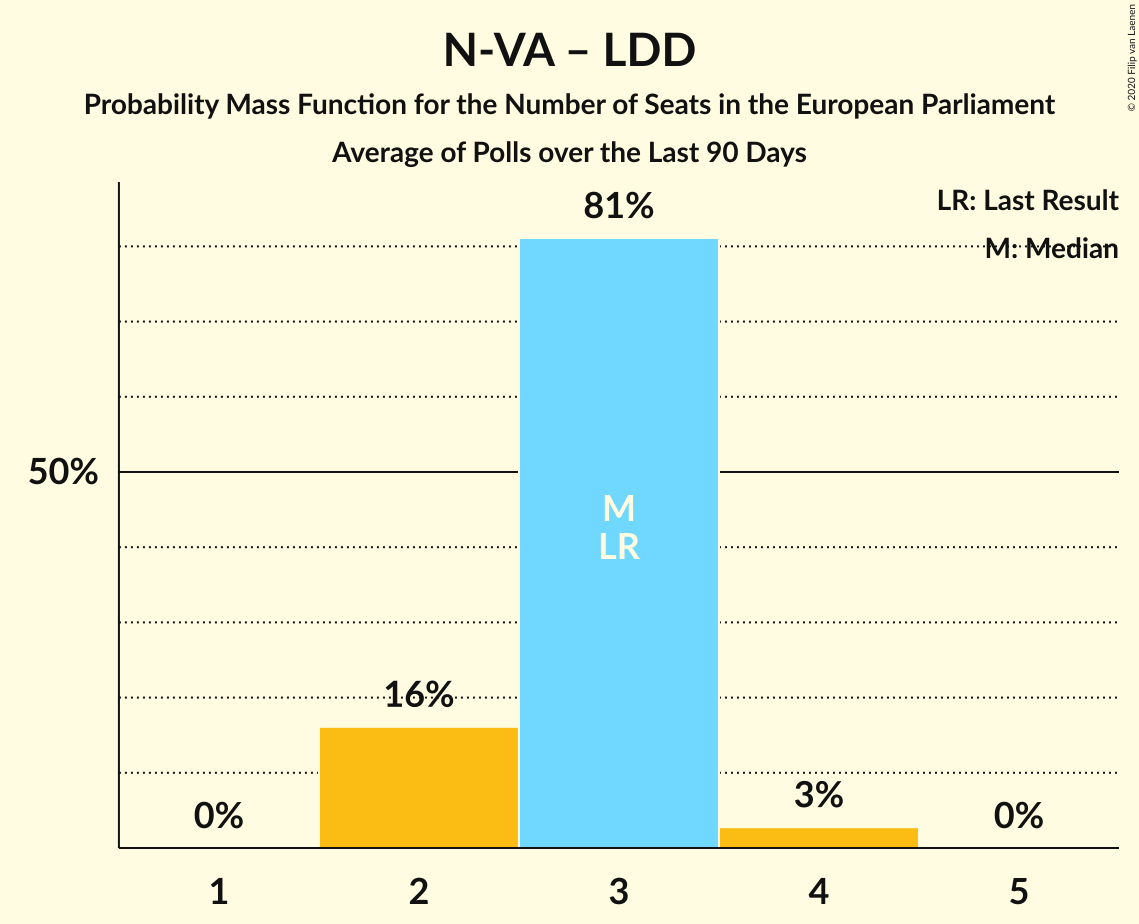 N-VA – LDD
Probability Mass Function for the Number of Seats in the European Parliament
Average of Polls over the Last 90 Days
© 2020 Filip van Laenen
LR: Last Result
M: Median
81%
50%
M
LR
16%
0%
3%
0%
1
2
3
4
5